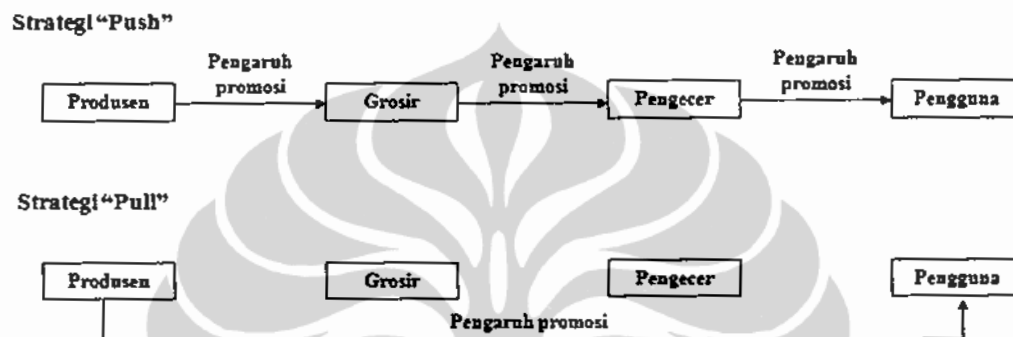 Strategi “Push”
Pengaruh promosi
Pengaruh promosi
Pengaruh promosi
Produsen
Grosir
Pengecer
Pengguna
Strategi “Pull”
Produsen
Grosir
Pengecer
Pengguna
Pengaruh promosi